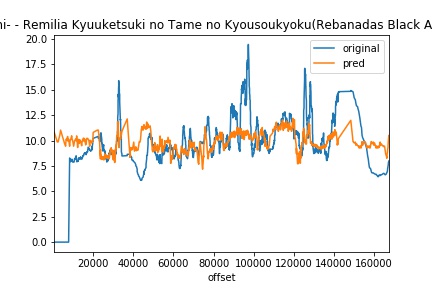 ni- - Remilia Kyuuketsuki no Tame no Kyousoukyoku(Rebanadas Black A
original
pred
20.0
17.5
15.0
12.5
10.0
7.5
5.0
2.5
0.0
20000 40000 60000 80000 100000 120000 140000 160000
offset